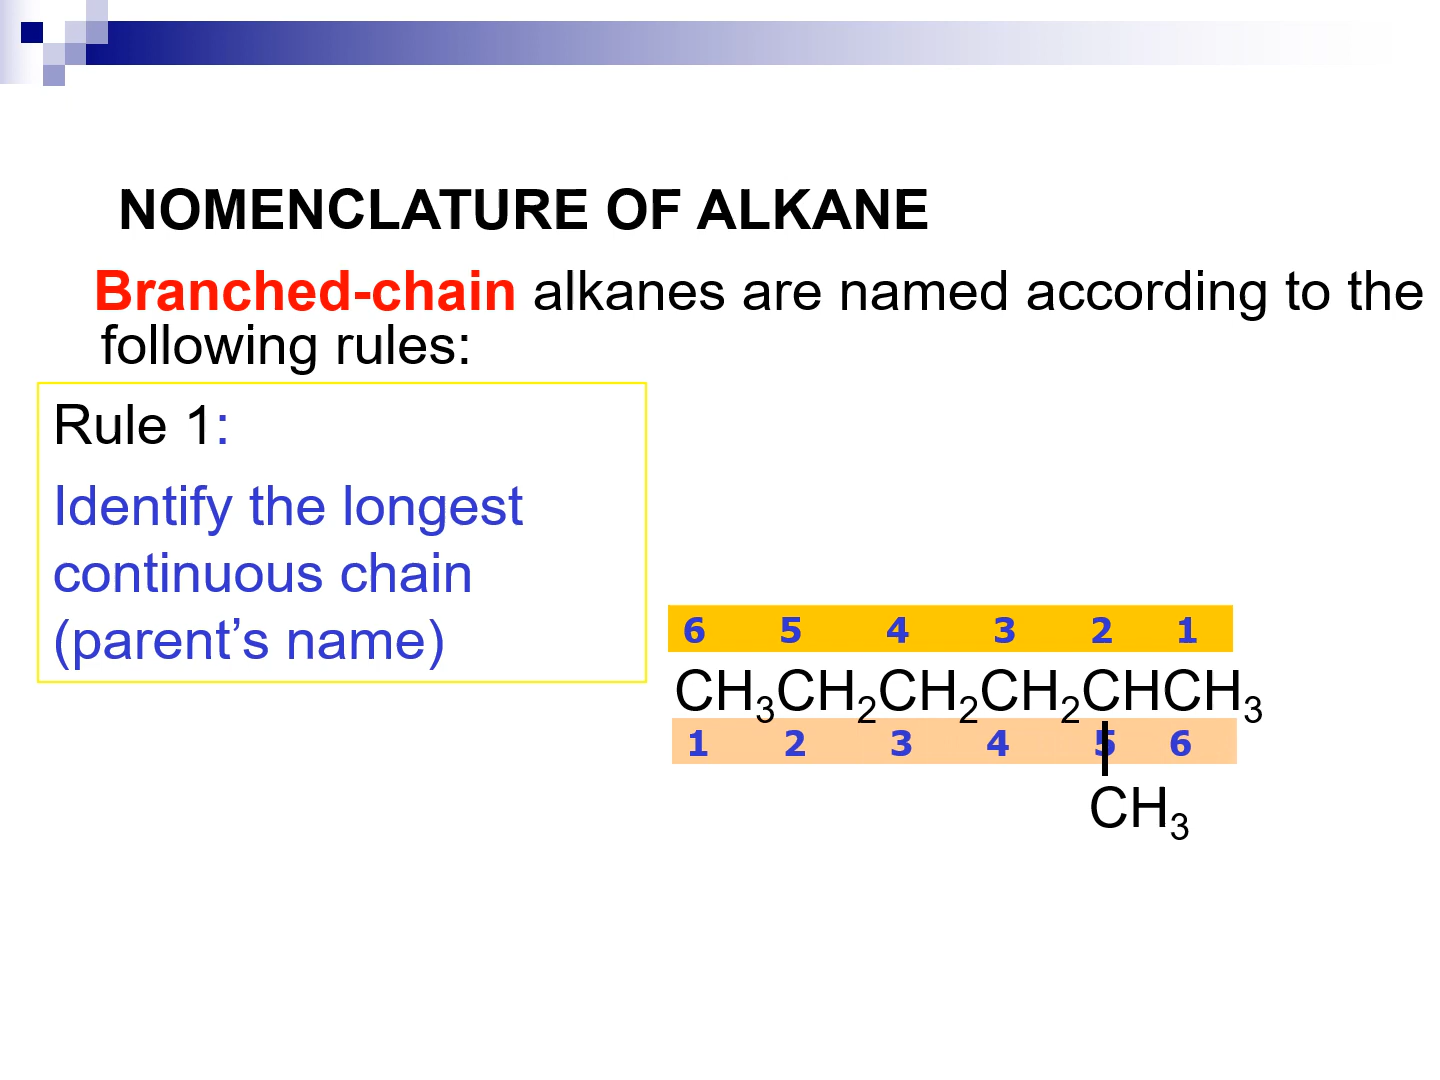 NOMENCLATURE OF ALKANE
Branched-chain alkanes are named according to the
following rules:
Rule 1:
Identify the longest
continuous chain
(parent’s name)
6 5 4 3 2 1
CH₃CH₂CH₂CH₂CHCH₃
1 2 3 4 5 6
CH₃